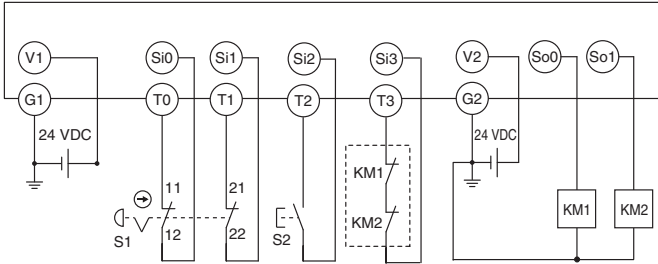 V1 Si0 Si1 Si2 Si3 V2 So0 So1
G1 T0 T1 T2 T3 G2
24 VDC 24 VDC
11 21 KM1
12 22 KM2 KM1 KM2
S1 S2